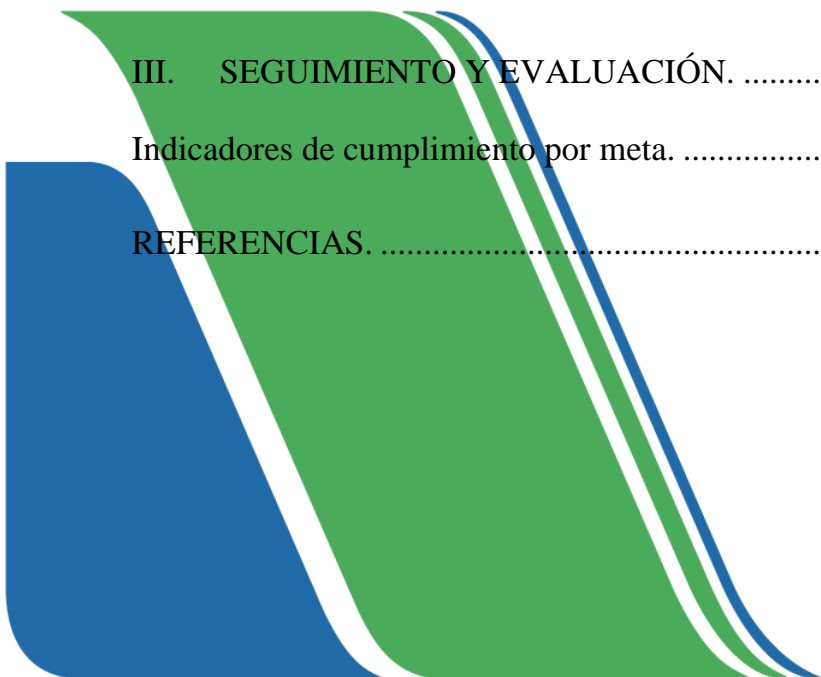 III. SEGUIMIENTO Y EVALUACIÓN. .........
Indicadores de cumplimiento por meta. ................
REFERENCIAS. ...................................................